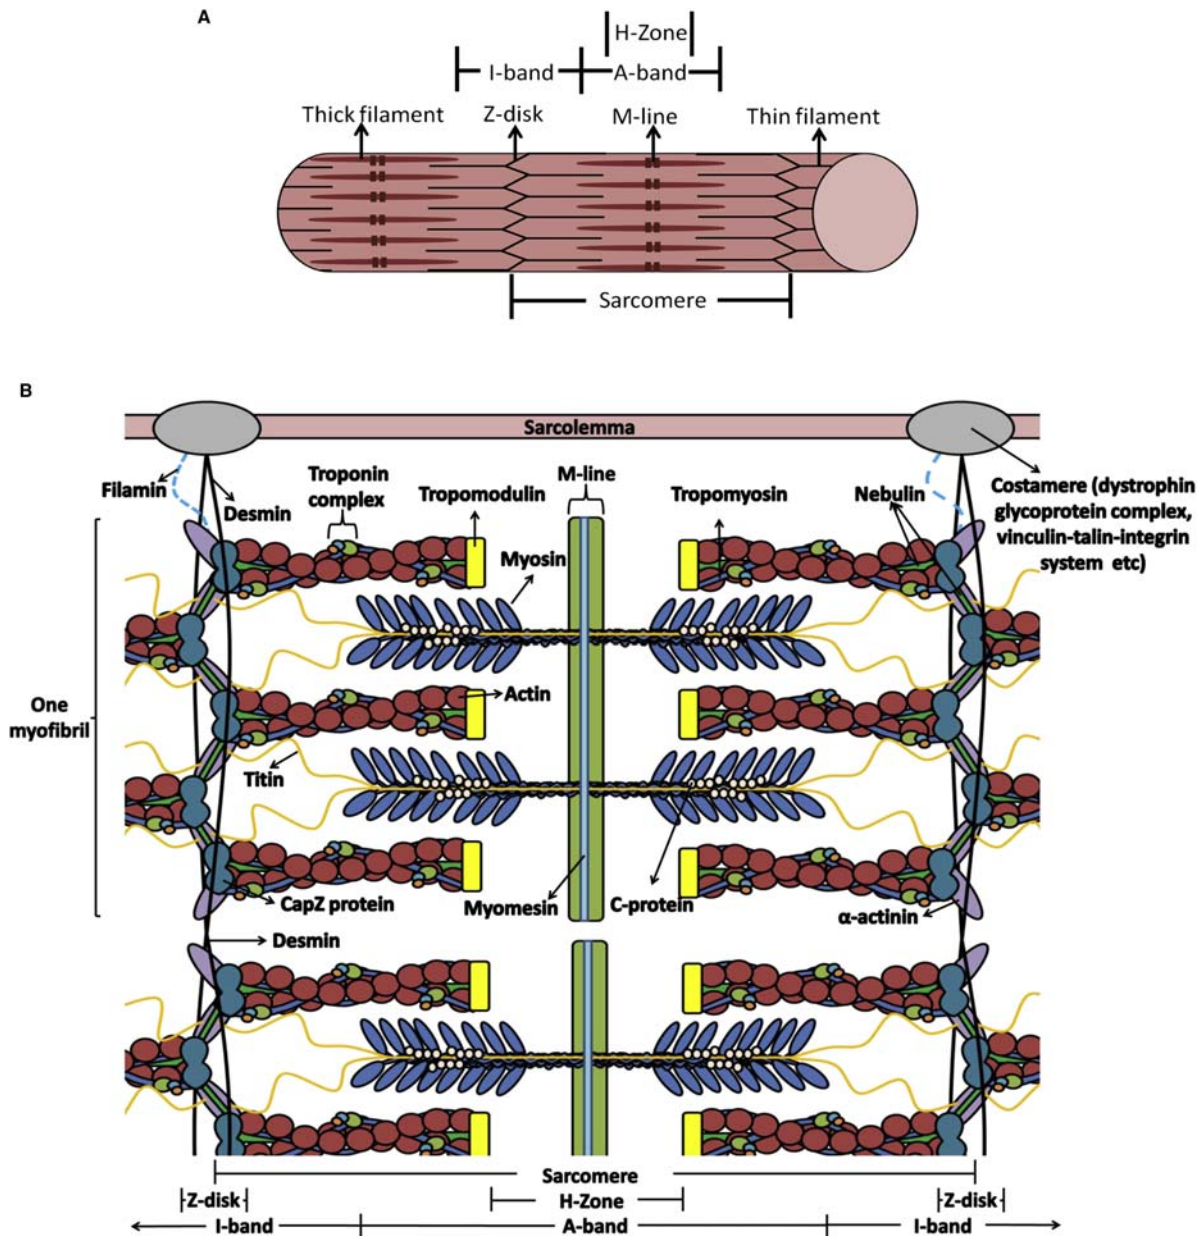 A
H-Zone
I-band
A-band
Thick filament
Z-disk
M-line
Thin filament
Sarcomere
B
Sarcolemma
Filamin
Desmin
Troponin
complex
Tropomodulin
M-line
Tropomyosin
Nebulin
Costamere (dystrophin
glycoprotein complex,
vinculin-talin-integrin
system etc)
Myosin
One
myofibril
Actin
Titin
CapZ protein
Myomesin
C-protein
α-actinin
Desmin
Sarcomere
Z-disk
H-Zone
Z-disk
I-band
A-band
I-band